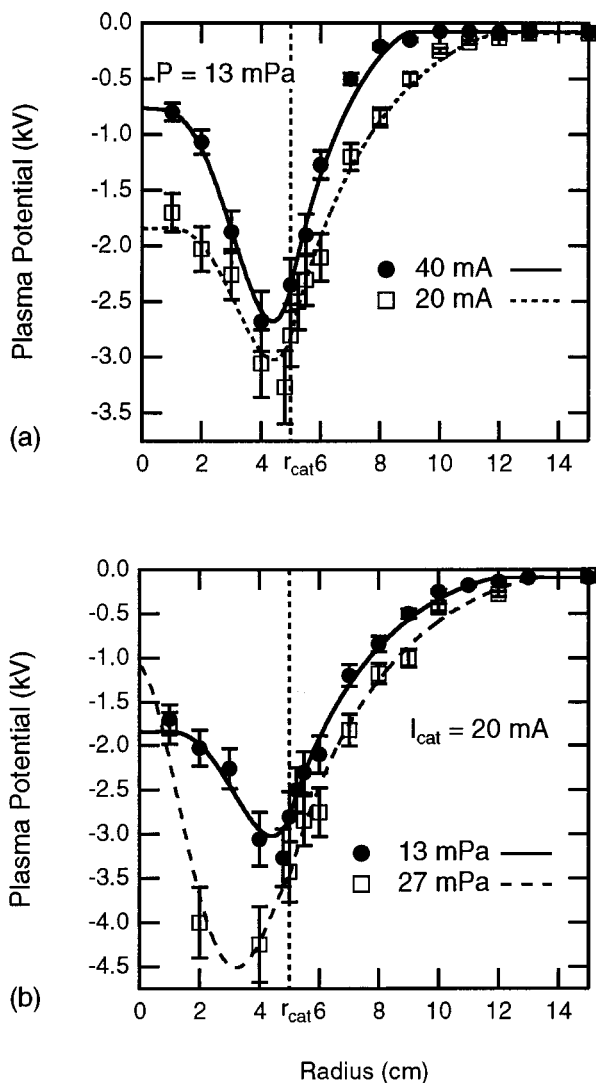 0.0
P = 13 mPa
-0.5
-1.0
-1.5
-2.0
-2.5
-3.0
-3.5
Plasma Potential (kV)
40 mA
20 mA
(a)
0 2 4 r_cat 6 8 10 12 14
0.0
-0.5
-1.0
-1.5
-2.0
-2.5
-3.0
-3.5
-4.0
-4.5
Plasma Potential (kV)
I_cat = 20 mA
13 mPa
27 mPa
(b)
0 2 4 r_cat 6 8 10 12 14
Radius (cm)